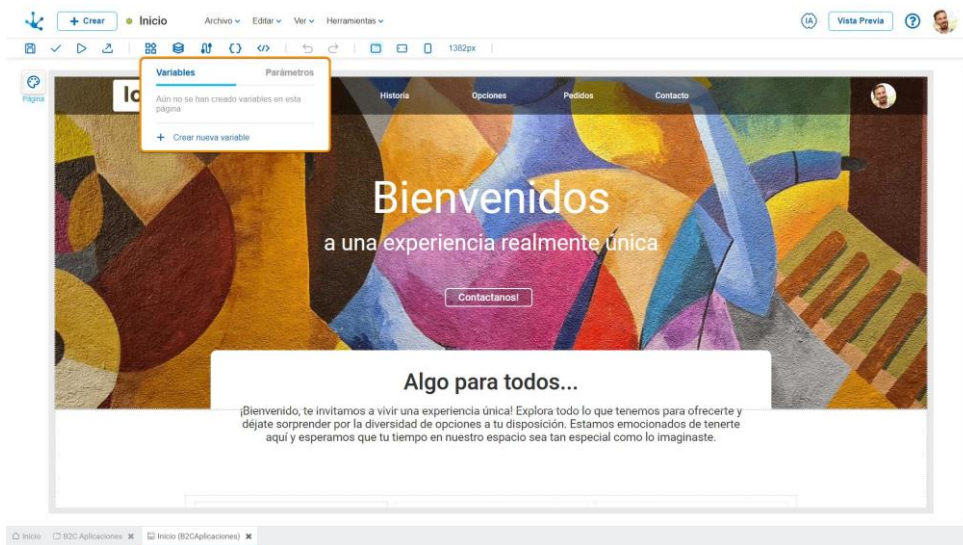 + Crear
Inicio
Archivo
Editar
Ver
Herramientas
IA
Vista Previa
?
1382px
Página
Variables
Parámetros
Aún no se han creado variables en esta
página
+ Crear nueva variable
lo
Historia
Opciones
Pedidos
Contacto
Bienvenidos
a una experiencia realmente única
Contactanos!
Algo para todos...
¡Bienvenido, te invitamos a vivir una experiencia única! Explora todo lo que tenemos para ofrecerte y
déjate sorprender por la diversidad de opciones a tu disposición. Estamos emocionados de tenerte
aquí y esperamos que tu tiempo en nuestro espacio sea tan especial como lo imaginaste.
Inicio
B2C Aplicaciones
Inicio (B2CAplicaciones)